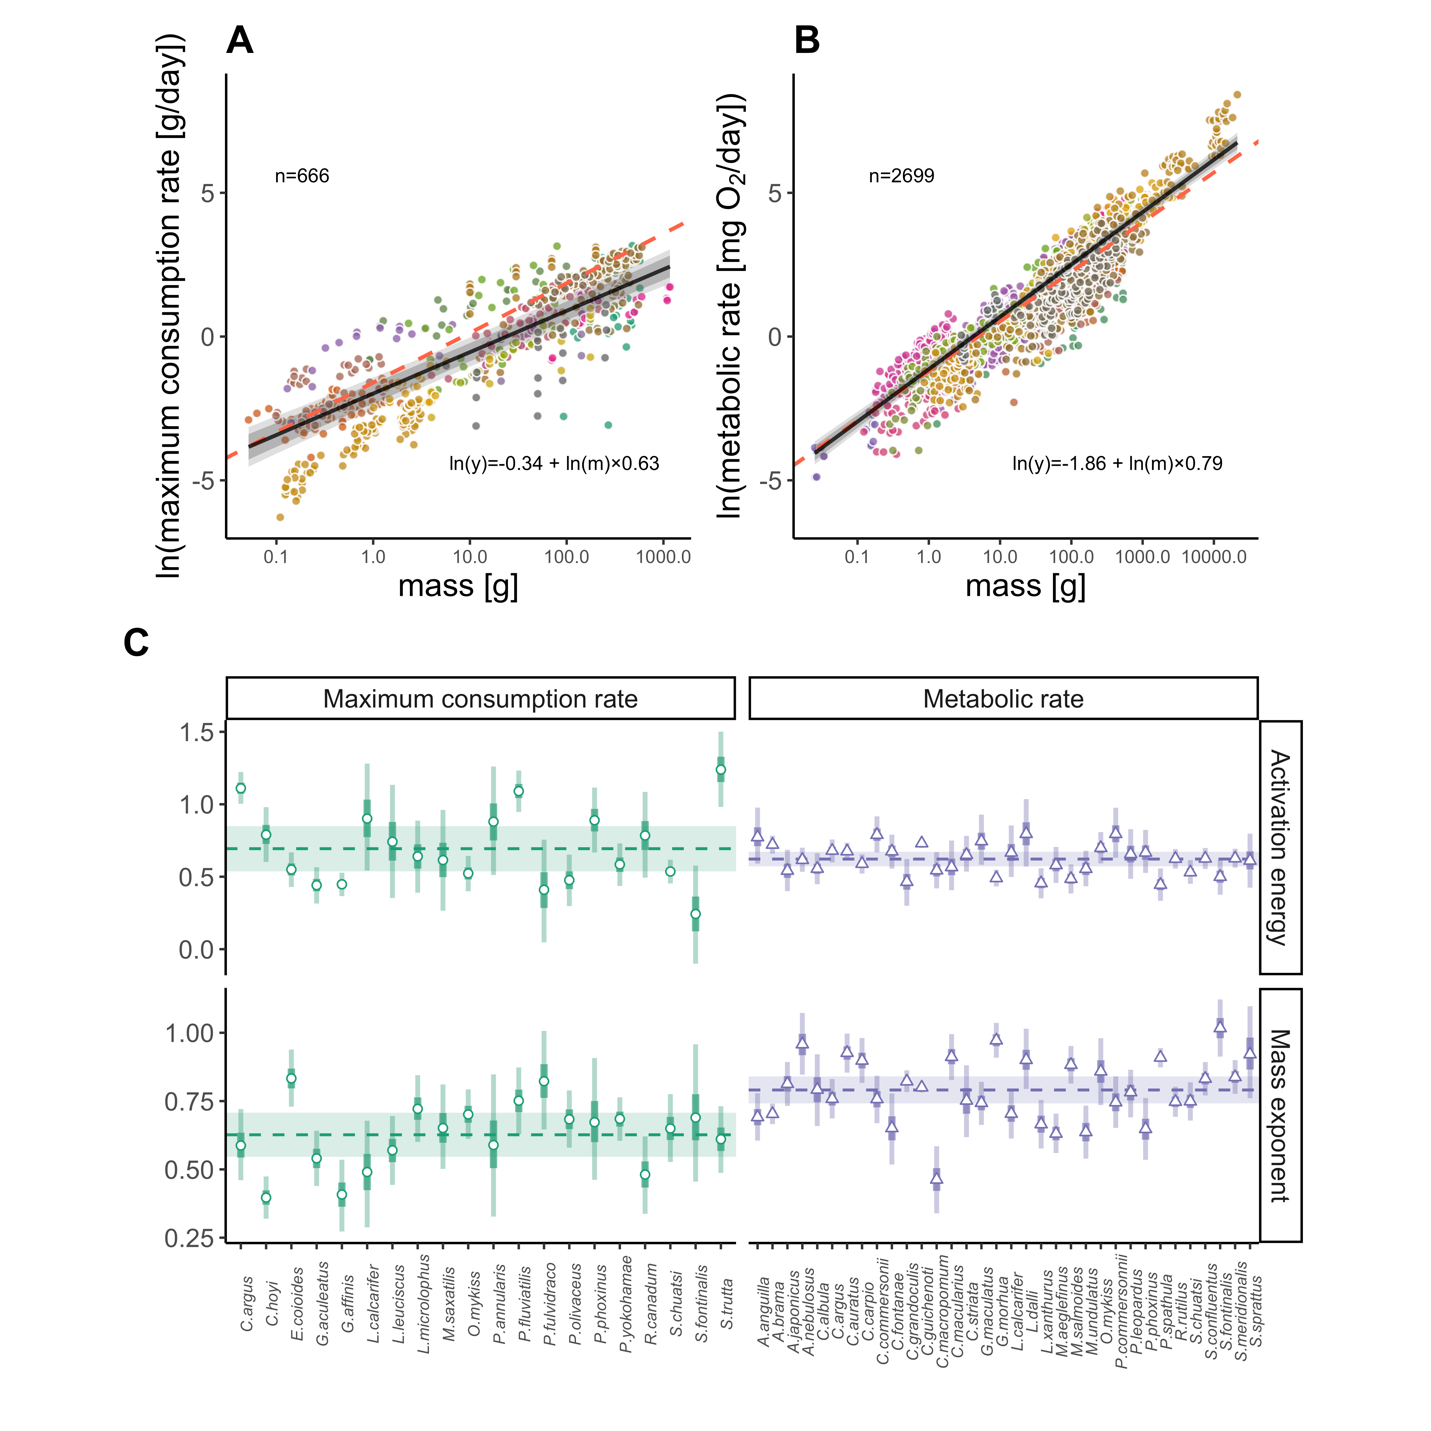 A
B
ln(maximum consumption rate [g/day])
5
0
-5
n=666
ln(y)=-0.34 + ln(m)×0.63
0.1 1.0 10.0 100.0 1000.0
mass [g]
ln(metabolic rate [mg O2/day])
5
0
-5
n=2699
ln(y)=-1.86 + ln(m)×0.79
0.1 1.0 10.0 100.0 1000.0 10000.0
mass [g]
C
Maximum consumption rate
Metabolic rate
1.5
1.0
0.5
0.0
Activation energy
1.00
0.75
0.50
0.25
Mass exponent
C.argus
C.hoyi
E.coioides
G.aculeatus
G.affinis
L.calcarifer
L.leuciscus
L.microlophus
M.saxatilis
O.mykiss
P.annularis
P.fluviatilis
P.fulvidraco
P.olivaceus
P.phoxinus
P.yokohamae
R.canadum
S.chuatsi
S.fontinalis
S.trutta
A.anguilla
A.brama
A.japonicus
A.nebulosus
C.albula
C.argus
C.auratus
C.carpio
C.commersonii
C.fontanae
C.grandoculis
C.guichenoti
C.macropomum
C.macularius
C.striata
G.maculatus
G.morhua
L.calcarifer
L.dalli
L.xanthurus
M.aeglefinus
M.salmoides
M.undulatus
O.mykiss
P.commersonnii
P.leopardus
P.phoxinus
P.spathula
R.rutilus
S.chuatsi
S.confluentus
S.fontinalis
S.meridionalis
S.sprattus